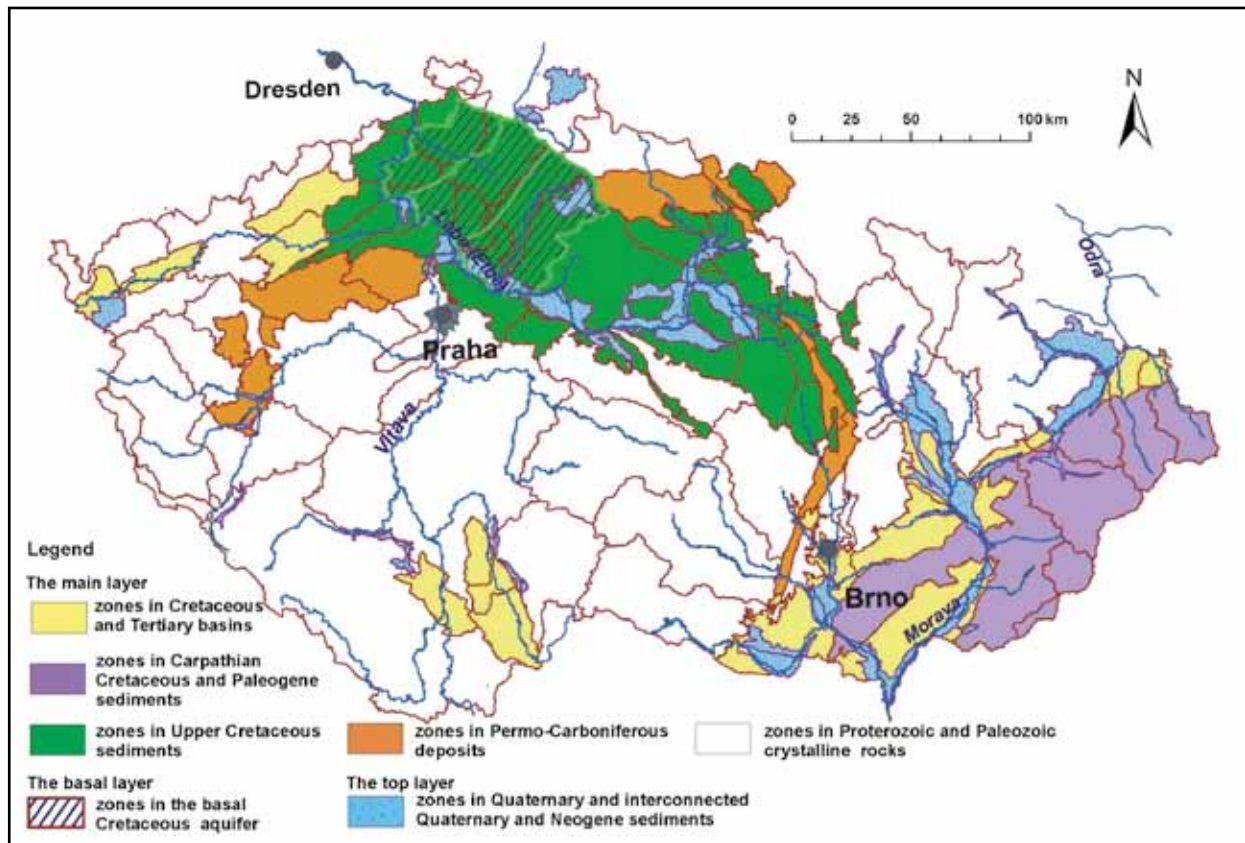 Dresden
N
0 25 50 100 km
Labe (Elbe)
Odra
Praha
Vltava
Brno
Morava
Legend
The main layer
zones in Cretaceous
and Tertiary basins
zones in Carpathian
Cretaceous and Paleogene
sediments
zones in Upper Cretaceous
sediments
zones in Permo-Carboniferous
deposits
zones in Proterozoic and Paleozoic
crystalline rocks
The basal layer
zones in the basal
Cretaceous aquifer
The top layer
zones in Quaternary and interconnected
Quaternary and Neogene sediments